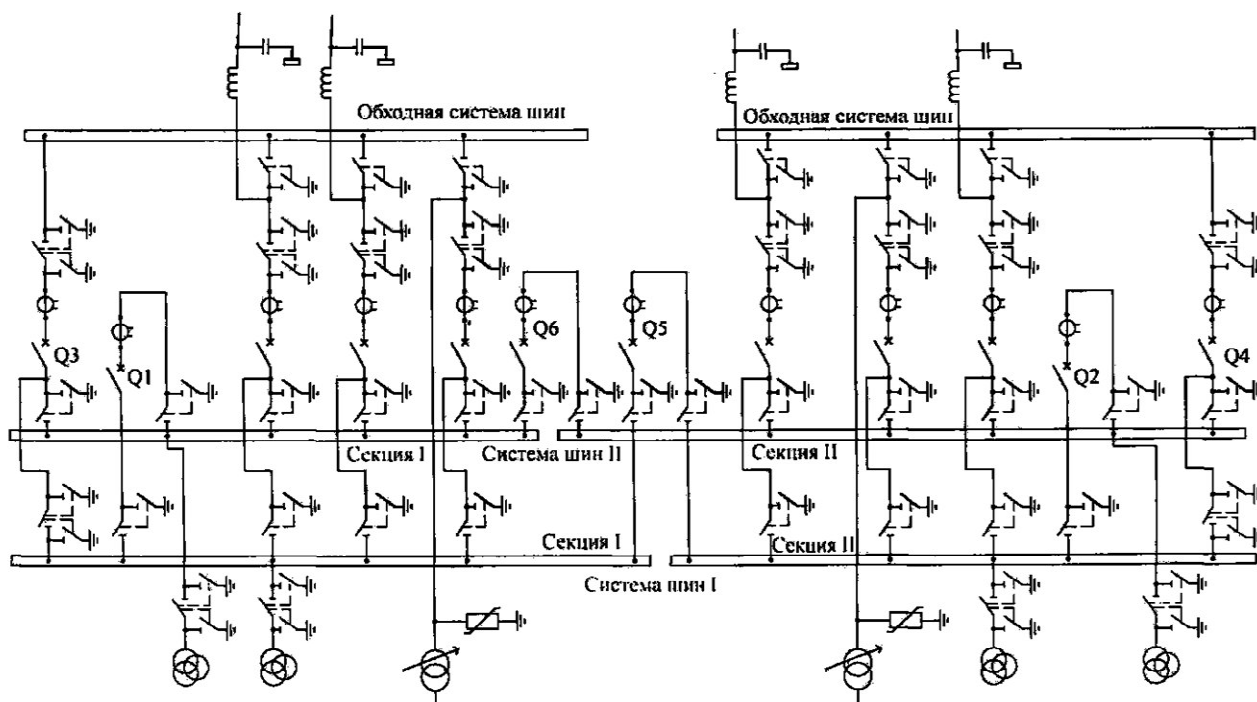 Обходная система шин
Обходная система шин
Q3
Q1
Q6
Q5
Q2
Q4
Секция I
Система шин II
Секция II
Секция I
Секция II
Система шин I